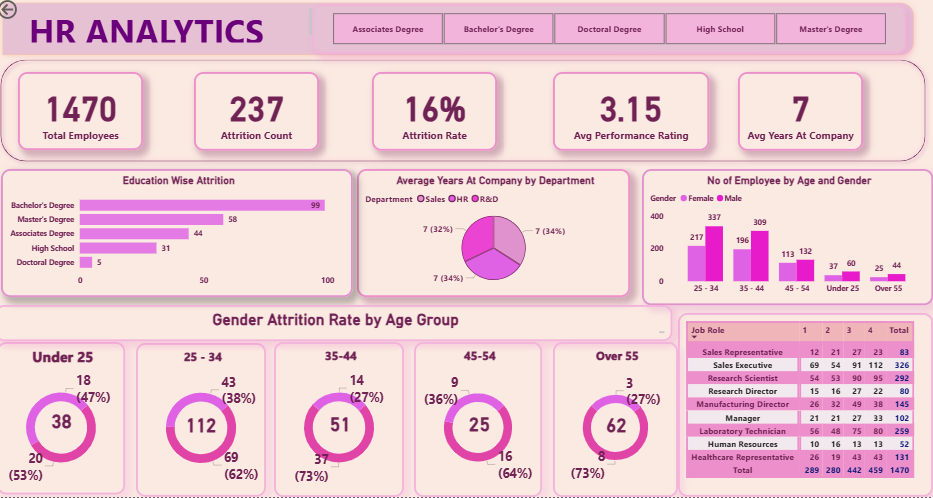 HR ANALYTICS
Associates Degree
Bachelor's Degree
Doctoral Degree
High School
Master's Degree
1470
Total Employees
237
Attrition Count
16%
Attrition Rate
3.15
Avg Performance Rating
7
Avg Years At Company
Education Wise Attrition
Bachelor's Degree 99
Master's Degree 58
Associates Degree 44
High School 31
Doctoral Degree 5
0 50 100
Average Years At Company by Department
Department Sales HR R&D
7 (32%)
7 (34%)
7 (34%)
No of Employee by Age and Gender
Gender Female Male
400
200
0
217 337
196 309
113 132
37 60
25 44
25 - 34 35 - 44 45 - 54 Under 25 Over 55
Gender Attrition Rate by Age Group
Under 25
18
(47%)
38
20
(53%)
25 - 34
43
(38%)
112
69
(62%)
35-44
14
(27%)
51
37
(73%)
45-54
9
(36%)
25
16
(64%)
Over 55
3
(27%)
62
8
(73%)
Job Role 1 2 3 4 Total
Sales Representative 12 21 27 23 83
Sales Executive 69 54 91 112 326
Research Scientist 54 53 90 95 292
Research Director 15 16 27 22 80
Manufacturing Director 26 32 49 38 145
Manager 21 21 27 33 102
Laboratory Technician 56 48 75 80 259
Human Resources 10 16 13 13 52
Healthcare Representative 26 19 43 43 131
Total 289 280 442 459 1470